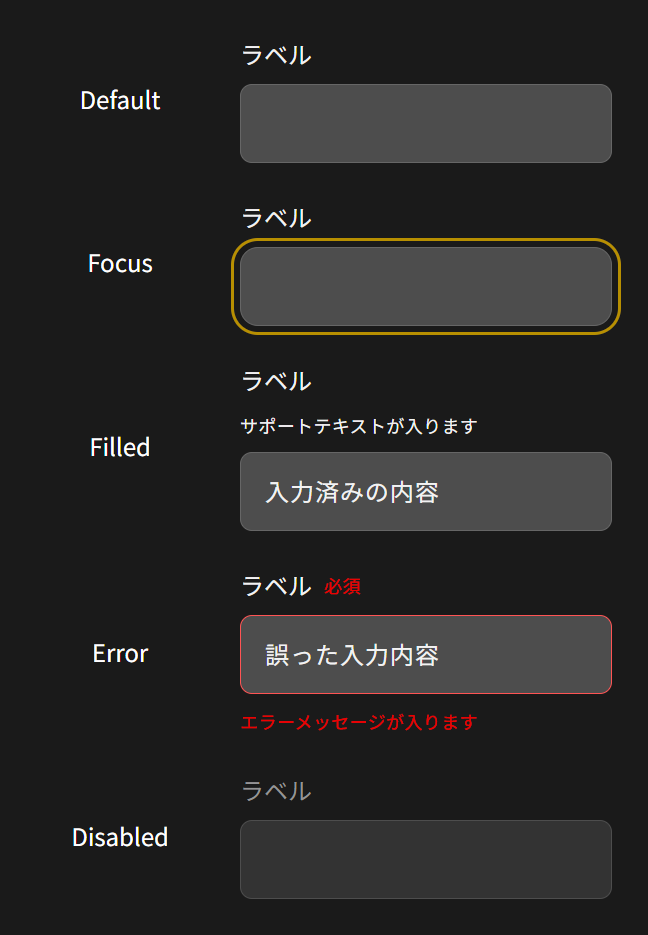 ラベル
Default
ラベル
Focus
ラベル
サポートテキストが入ります
Filled
入力済みの内容
ラベル 必須
Error
誤った入力内容
エラーメッセージが入ります
ラベル
Disabled